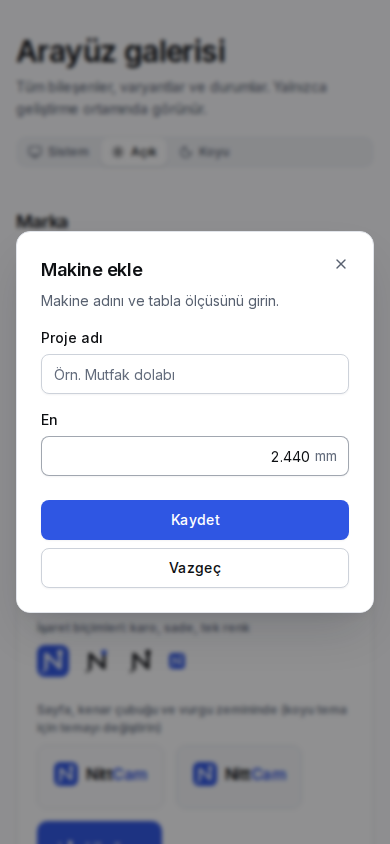 Arayüz galerisi
Tüm bileşenler, varyantlar ve durumlar. Yalnızca
geliştirme ortamında görünür.
Sistem
Açık
Koyu
Marka
Makine ekle
Makine adını ve tabla ölçüsünü girin.
Proje adı
Örn. Mutfak dolabı
En
2.440 mm
Kaydet
Vazgeç
İşaret biçimleri: kare, sade, tek renk
Sayfa, kenar çubuğu ve vurgu zemininde (koyu tema
için temayı değiştirin)
NittCam
NittCam